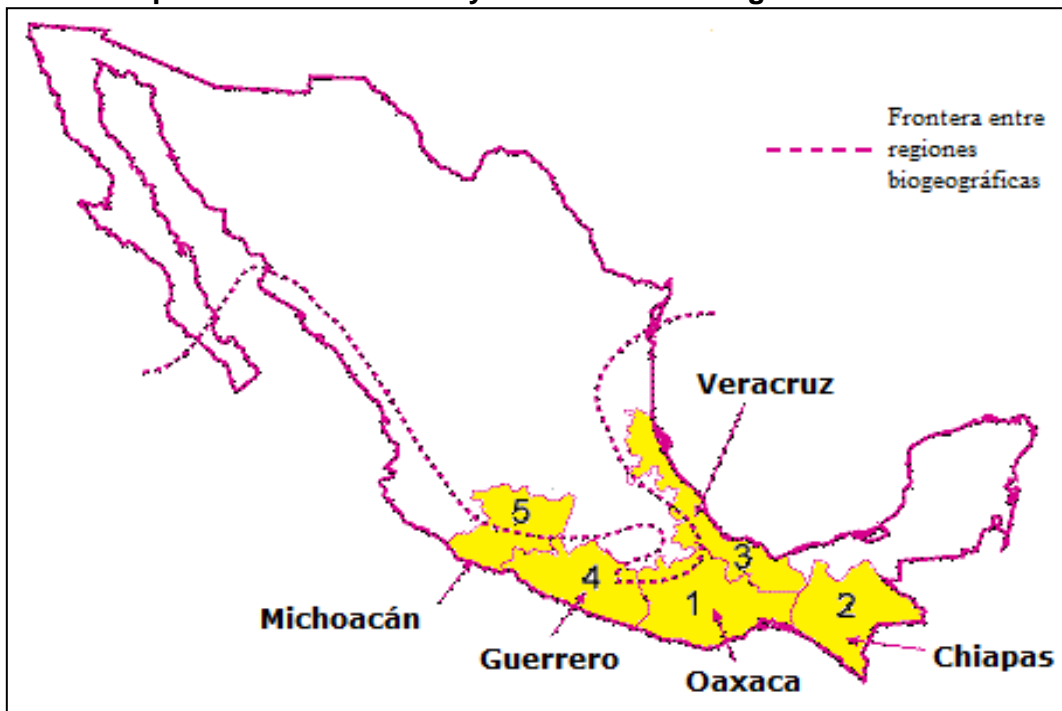 Frontera entre
regiones
biogeográficas
Veracruz
5
3
4
1
2
Michoacán
Guerrero
Oaxaca
Chiapas